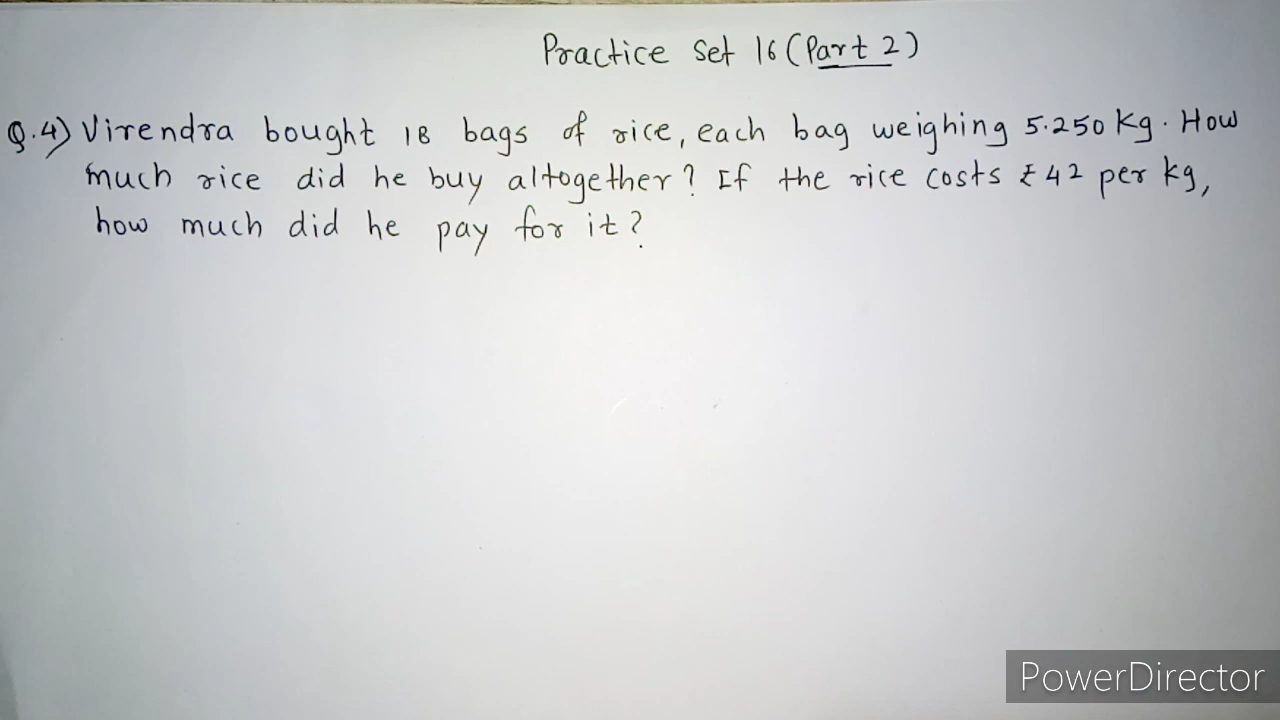 Practice Set 16 (Part 2)
Q.4) Virendra bought 18 bags of rice, each bag weighing 5.250 kg. How
much rice did he buy altogether? If the rice costs ₹42 per kg,
how much did he pay for it?
PowerDirector